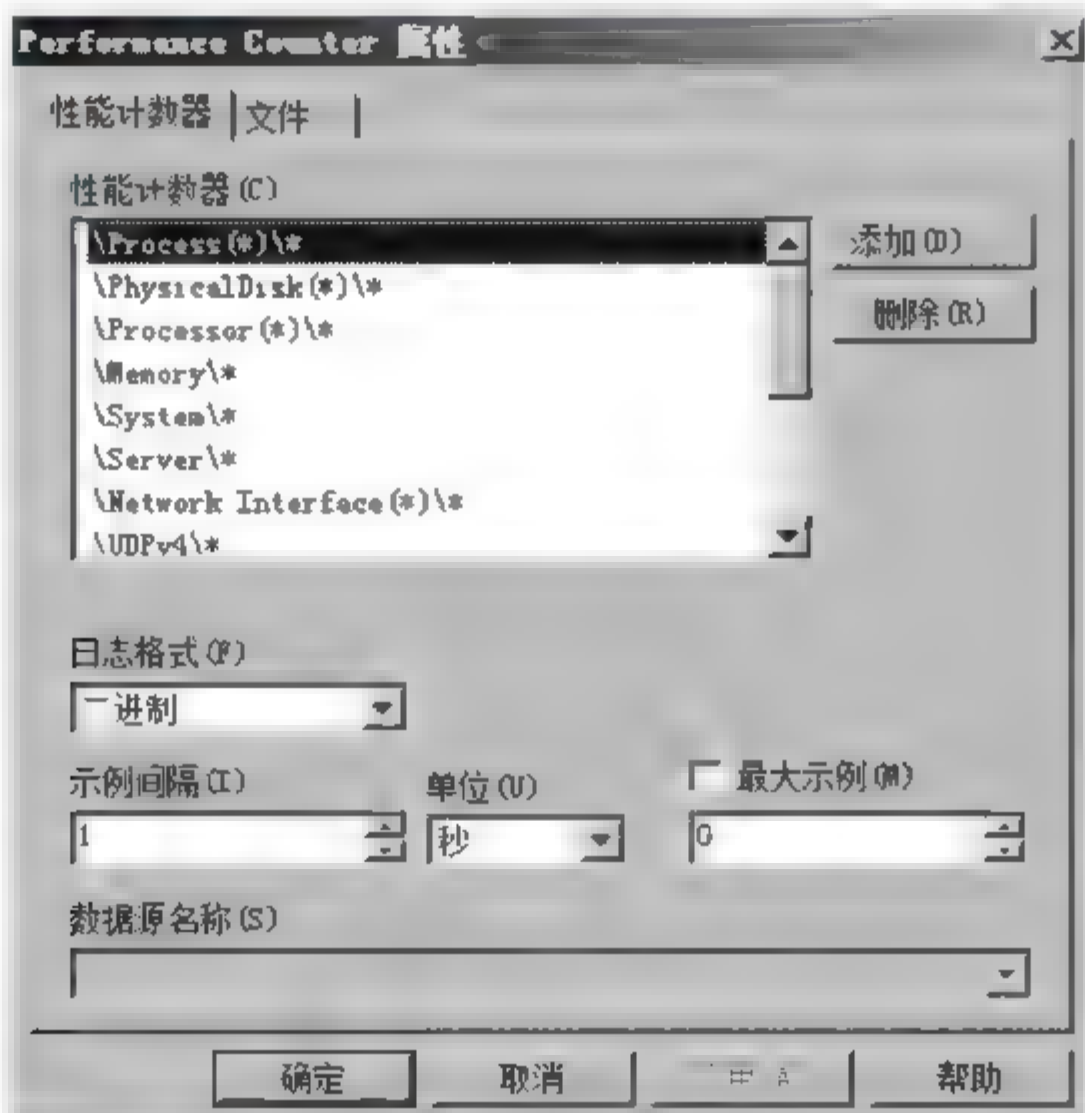 Performance Counter 属性
性能计数器 文件
性能计数器(C)
\Process(*)\*
\PhysicalDisk(*)\*
\Processor(*)\*
\Memory\*
\System\*
\Server\*
\Network Interface(*)\*
\UDPv4\*
添加(D)
删除(R)
日志格式(F)
二进制
示例间隔(I)
1
单位(U)
秒
最大示例(M)
0
数据源名称(S)
确定 取消 帮助